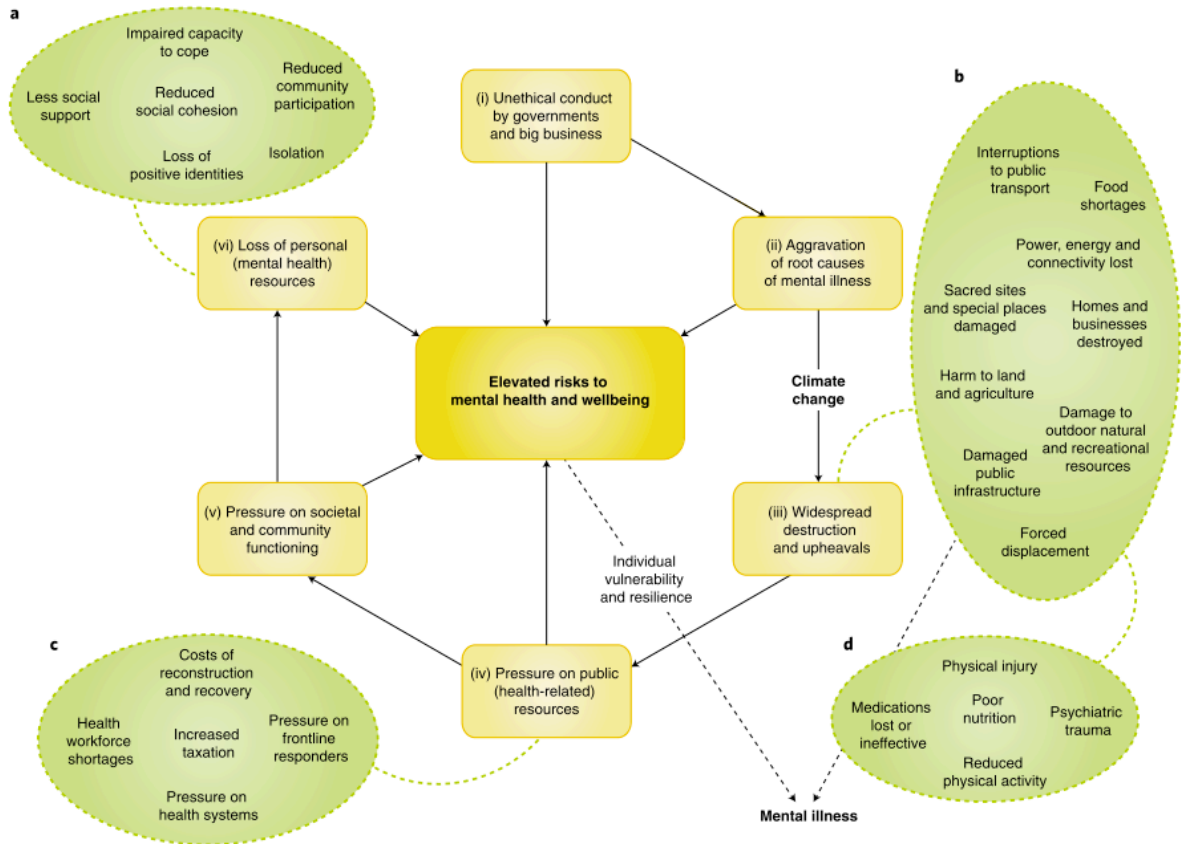 a
Impaired capacity
to cope
Less social
support
Reduced
social cohesion
Reduced
community
participation
Loss of
positive identities
Isolation
(i) Unethical conduct
by governments
and big business
b
Interruptions
to public
transport
Food
shortages
Power, energy and
connectivity lost
Sacred sites
and special places
damaged
Homes and
businesses
destroyed
Harm to land
and agriculture
Damage to
outdoor natural
and recreational
resources
Damaged
public
infrastructure
Forced
displacement
(vi) Loss of personal
(mental health)
resources
(ii) Aggravation
of root causes
of mental illness
Elevated risks to
mental health and wellbeing
Climate
change
(v) Pressure on societal
and community
functioning
(iii) Widespread
destruction
and upheavals
Individual
vulnerability
and resilience
(iv) Pressure on public
(health-related)
resources
c
Costs of
reconstruction
and recovery
Health
workforce
shortages
Increased
taxation
Pressure on
frontline
responders
Pressure on
health systems
d
Physical injury
Medications
lost or
ineffective
Poor
nutrition
Psychiatric
trauma
Reduced
physical activity
Mental illness